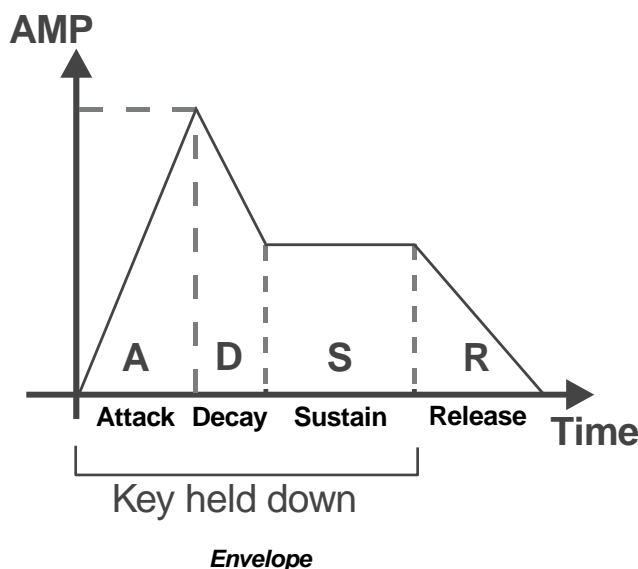 AMP
A D S R
Attack Decay Sustain Release
Time
Key held down
Envelope